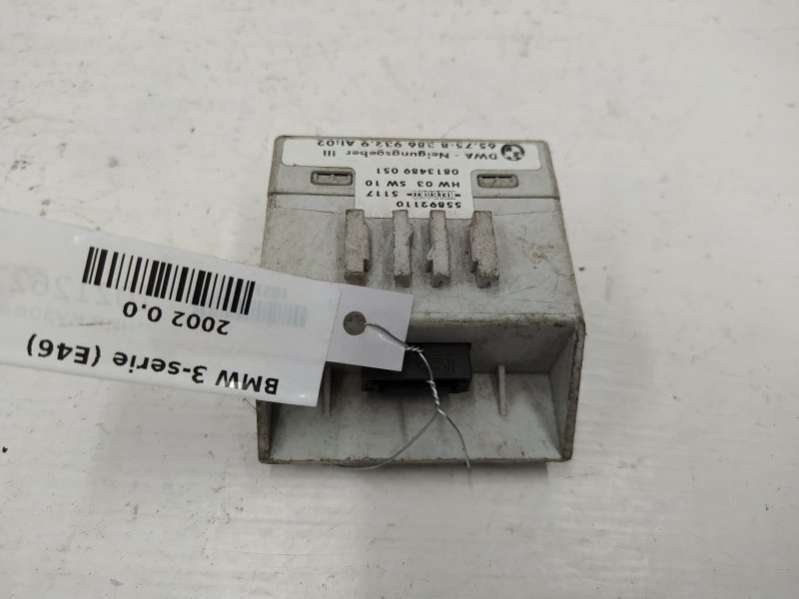 DWA - Neigungsgeber III
65.75-8 386 932.9 AI:02
0813489 051
HW 03 SW 10
5117
55892110
BMW 3-serie (E46)
2002 0.0